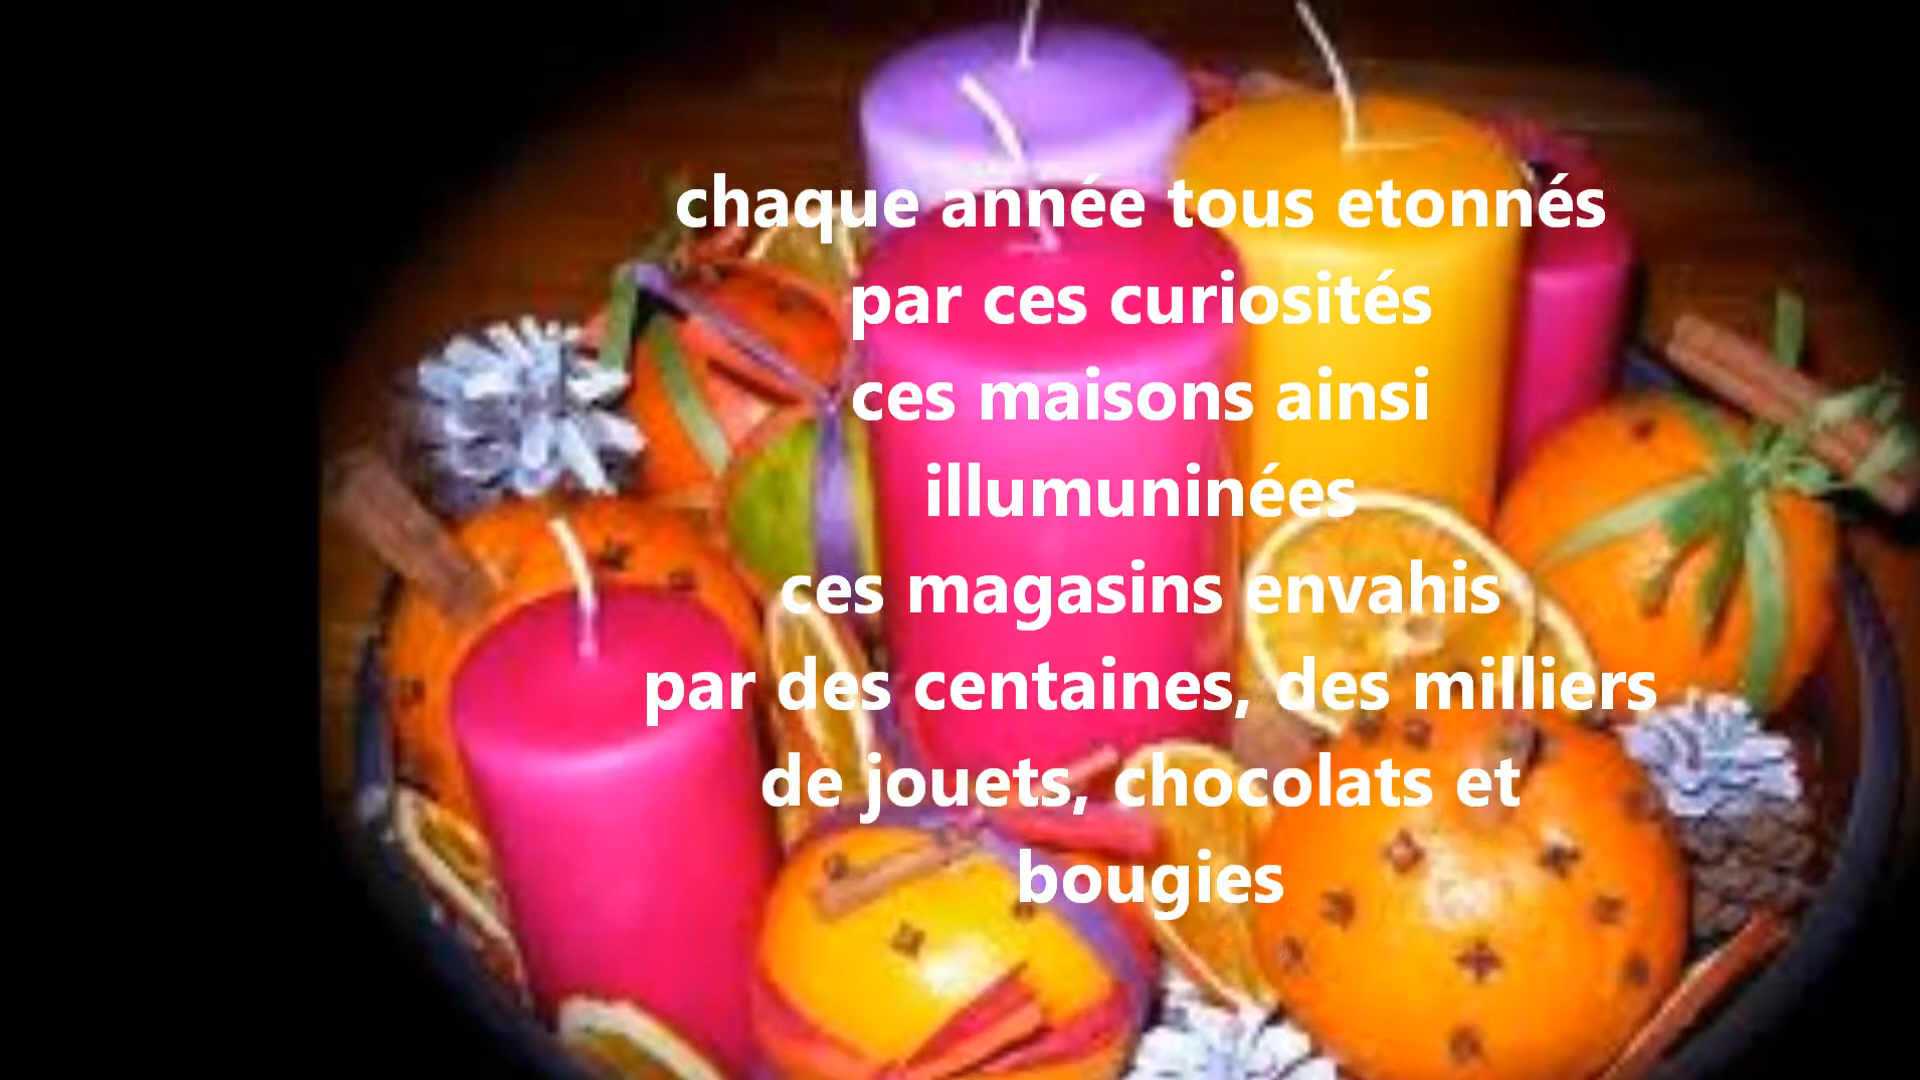 chaque année tous etonnés
par ces curiosités
ces maisons ainsi
illumuninées
ces magasins envahis
par des centaines, des milliers
de jouets, chocolats et
bougies